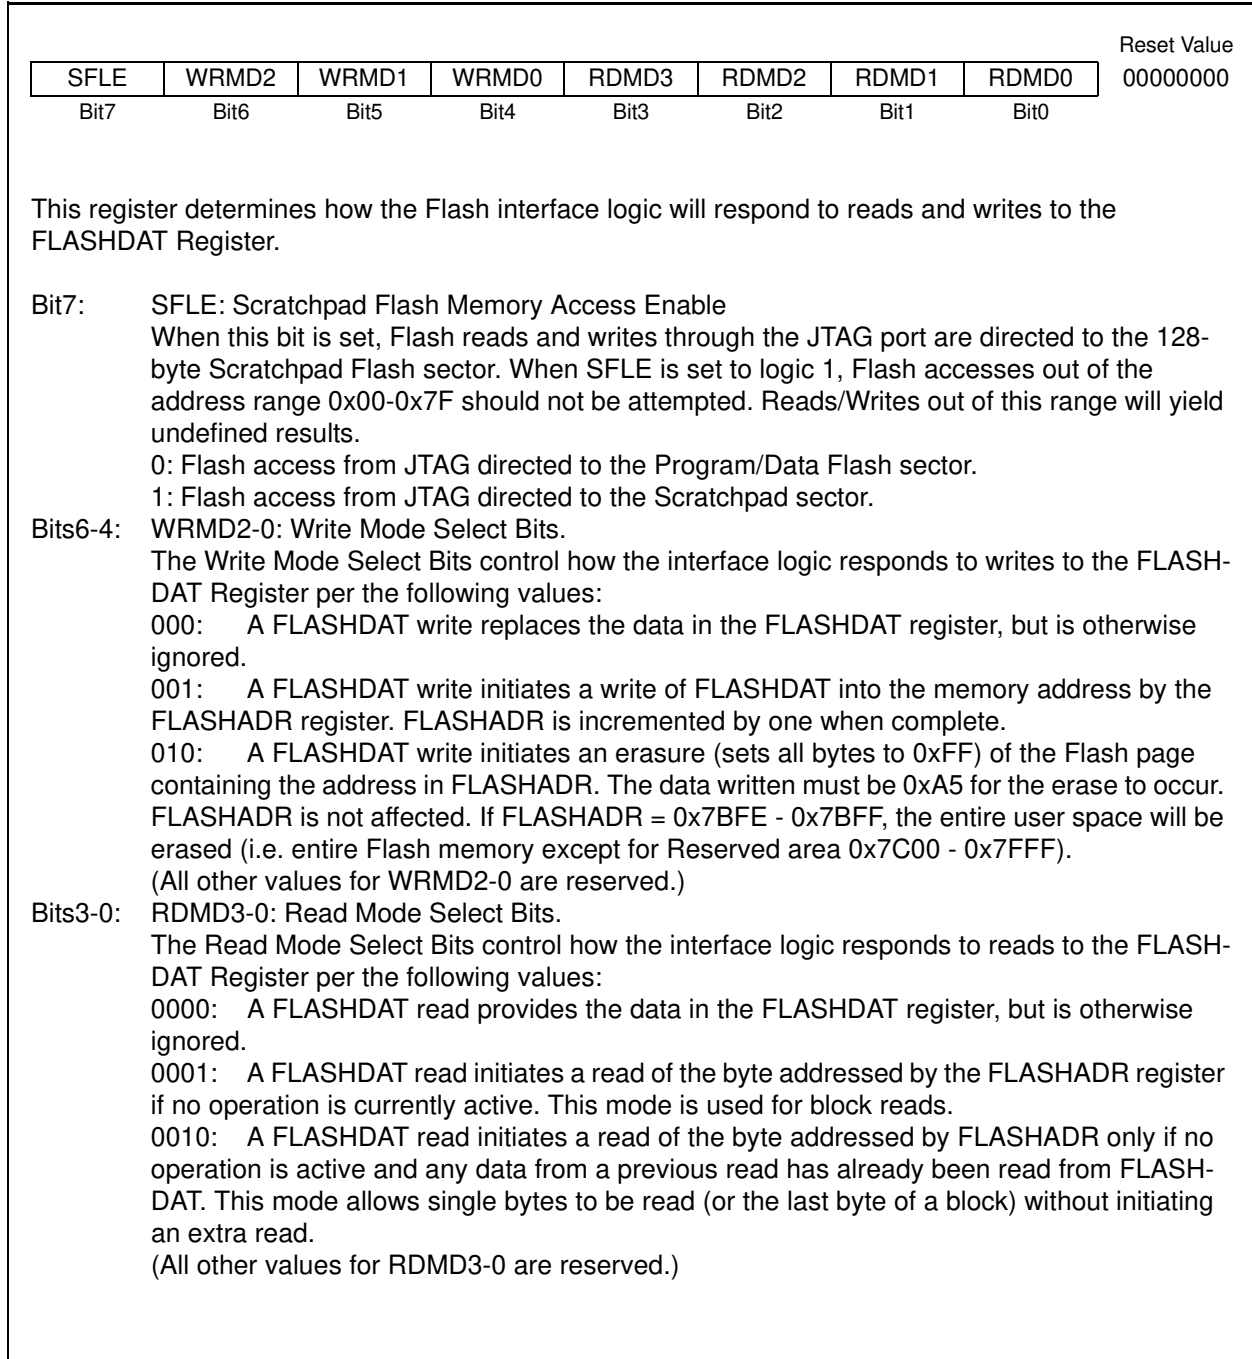 Reset Value
SFLE WRMD2 WRMD1 WRMD0 RDMD3 RDMD2 RDMD1 RDMD0 00000000
Bit7 Bit6 Bit5 Bit4 Bit3 Bit2 Bit1 Bit0
This register determines how the Flash interface logic will respond to reads and writes to the
FLASHDAT Register.
Bit7: SFLE: Scratchpad Flash Memory Access Enable
When this bit is set, Flash reads and writes through the JTAG port are directed to the 128-
byte Scratchpad Flash sector. When SFLE is set to logic 1, Flash accesses out of the
address range 0x00-0x7F should not be attempted. Reads/Writes out of this range will yield
undefined results.
0: Flash access from JTAG directed to the Program/Data Flash sector.
1: Flash access from JTAG directed to the Scratchpad sector.
Bits6-4: WRMD2-0: Write Mode Select Bits.
The Write Mode Select Bits control how the interface logic responds to writes to the FLASH-
DAT Register per the following values:
000: A FLASHDAT write replaces the data in the FLASHDAT register, but is otherwise
ignored.
001: A FLASHDAT write initiates a write of FLASHDAT into the memory address by the
FLASHADR register. FLASHADR is incremented by one when complete.
010: A FLASHDAT write initiates an erasure (sets all bytes to 0xFF) of the Flash page
containing the address in FLASHADR. The data written must be 0xA5 for the erase to occur.
FLASHADR is not affected. If FLASHADR = 0x7BFE - 0x7BFF, the entire user space will be
erased (i.e. entire Flash memory except for Reserved area 0x7C00 - 0x7FFF).
(All other values for WRMD2-0 are reserved.)
Bits3-0: RDMD3-0: Read Mode Select Bits.
The Read Mode Select Bits control how the interface logic responds to reads to the FLASH-
DAT Register per the following values:
0000: A FLASHDAT read provides the data in the FLASHDAT register, but is otherwise
ignored.
0001: A FLASHDAT read initiates a read of the byte addressed by the FLASHADR register
if no operation is currently active. This mode is used for block reads.
0010: A FLASHDAT read initiates a read of the byte addressed by FLASHADR only if no
operation is active and any data from a previous read has already been read from FLASH-
DAT. This mode allows single bytes to be read (or the last byte of a block) without initiating
an extra read.
(All other values for RDMD3-0 are reserved.)